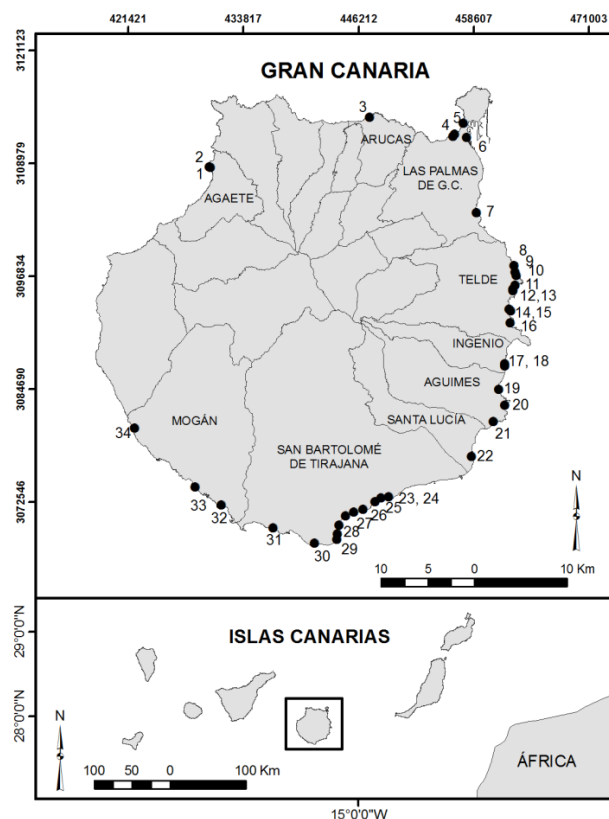 421421 433817 446212 458607 471003
3121123
3108979
3096834
3084690
3072546
GRAN CANARIA
3
ARUCAS
4
5
6
2
1
AGAETE
LAS PALMAS
DE G.C.
7
8
9
10
TELDE
11
12, 13
14, 15
16
INGENIO
17, 18
AGUIMES
19
20
SANTA LUCÍA
21
MOGÁN
34
SAN BARTOLOMÉ
DE TIRAJANA
22
33
32
31
30
29
28
27
26
25
23, 24
N
10 5 0 10 Km
29°0'0"N
28°0'0"N
ISLAS CANARIAS
N
N
100 50 0 100 Km
ÁFRICA
15°0'0"W